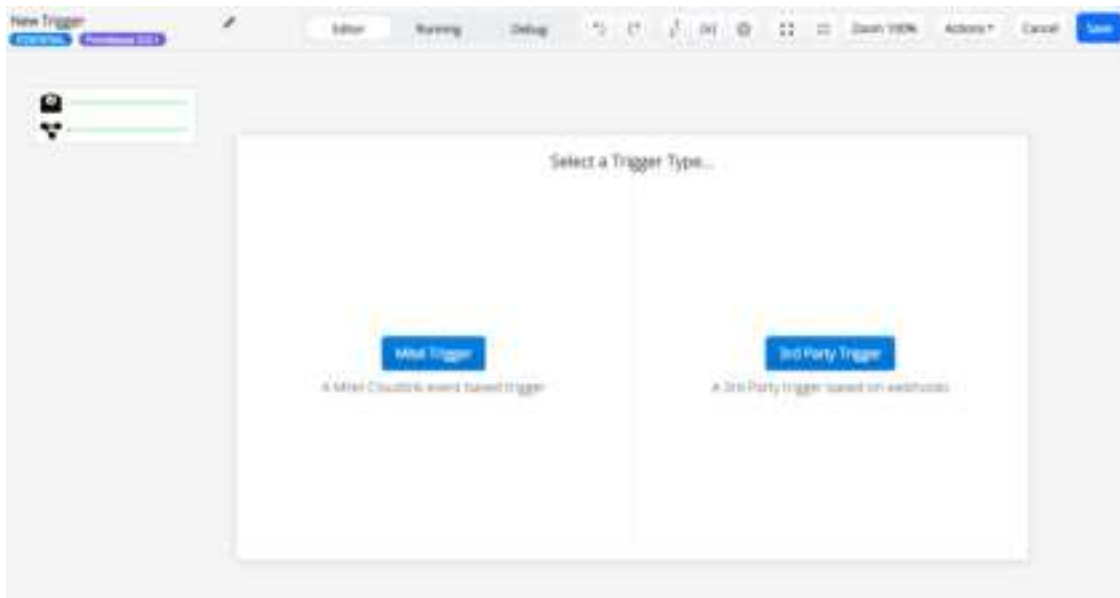 New Trigger
Editor Running Debug Zoom 100% Actions Cancel Save
Select a Trigger Type...
Mitel Trigger
3rd Party Trigger
A Mitel CloudLink event based trigger
A 3rd Party trigger based on webhooks